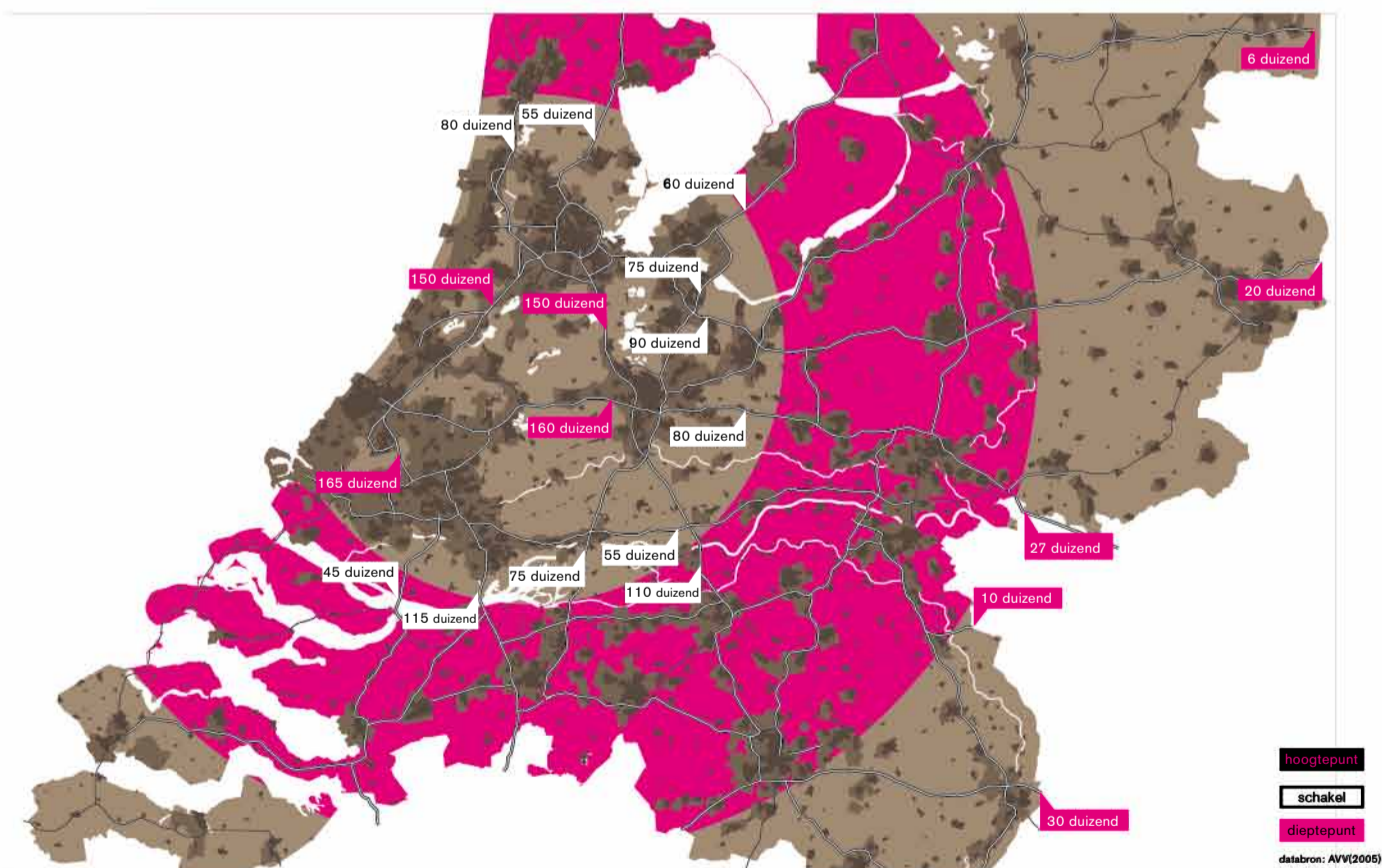 6 duizend
55 duizend
80 duizend
60 duizend
75 duizend
150 duizend
20 duizend
150 duizend
90 duizend
160 duizend
80 duizend
165 duizend
27 duizend
55 duizend
45 duizend
75 duizend
110 duizend
10 duizend
115 duizend
hoogtepunt
schakel
30 duizend
dieptepunt
databron: AVV(2005)